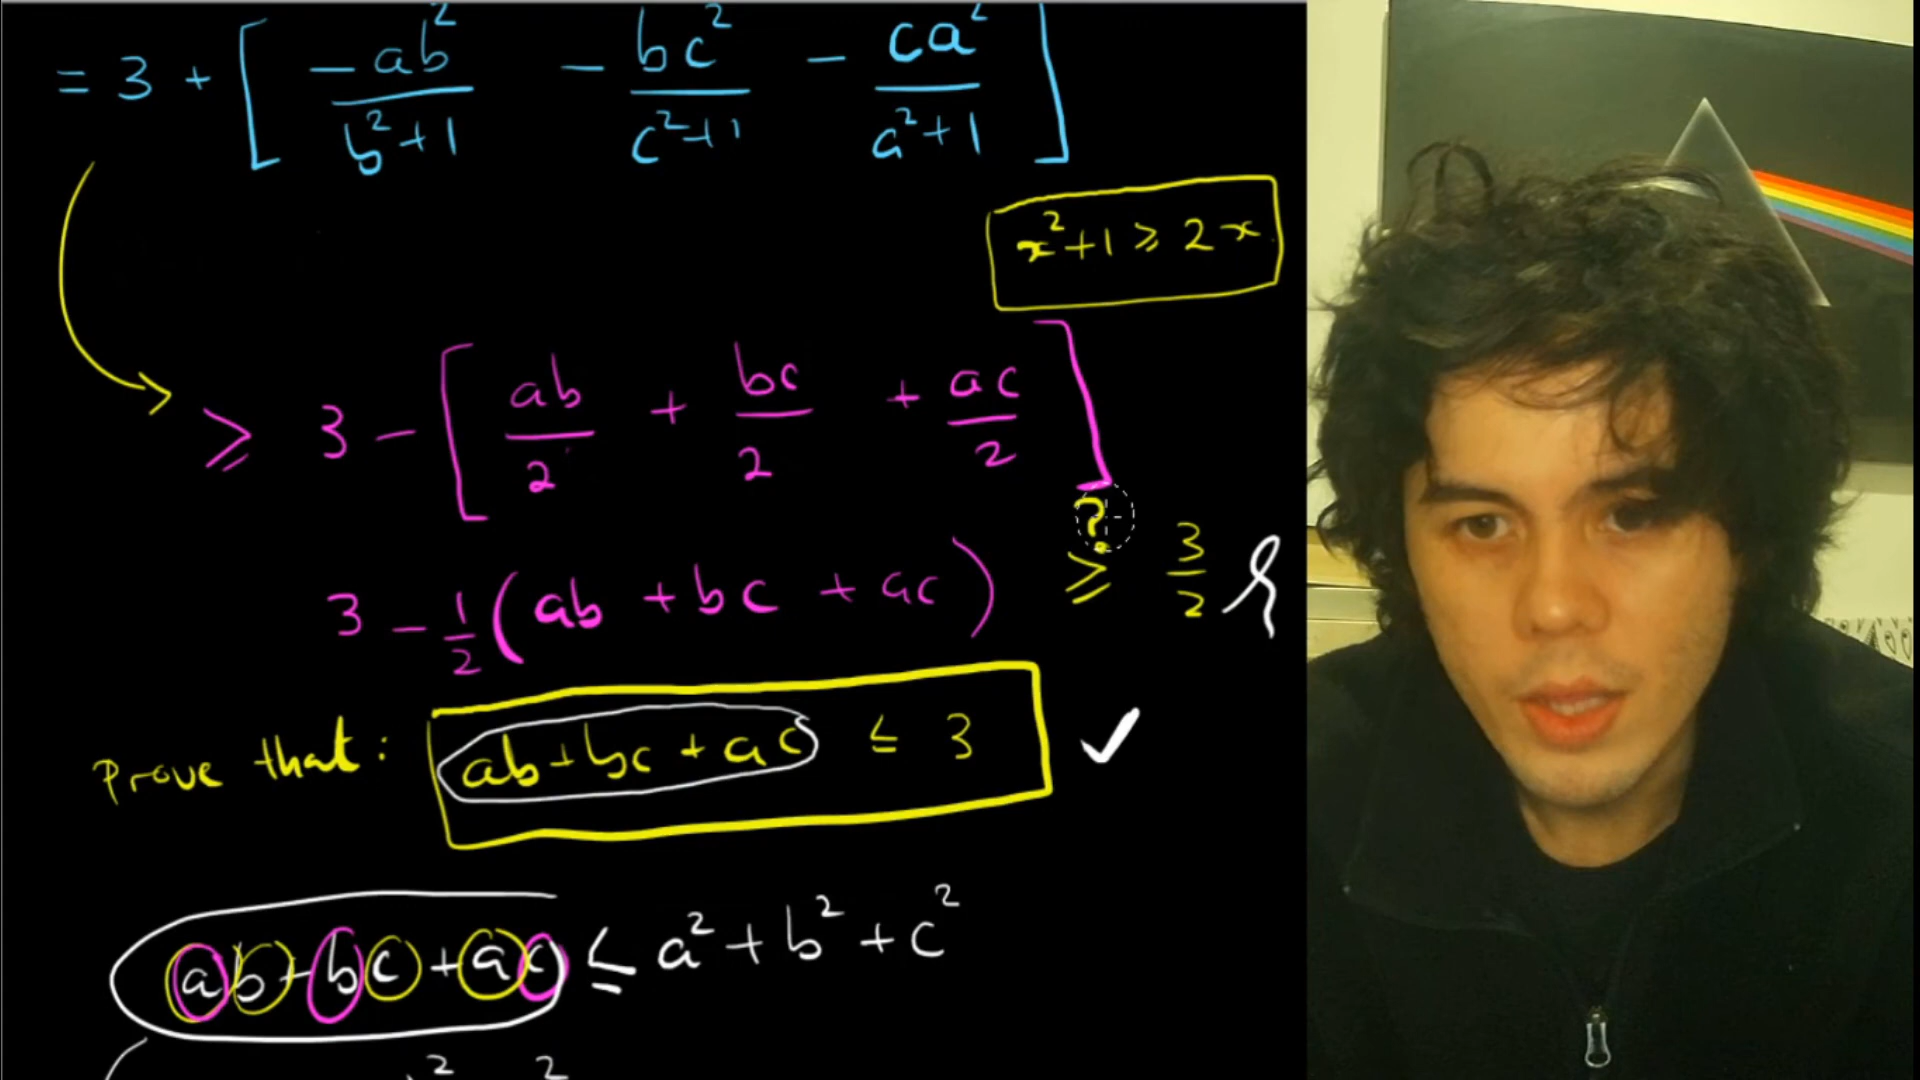 = 3 + [ -ab²/(b²+1) - bc²/(c²+1) - ca²/(a²+1) ]
x²+1 ⩾ 2x
⩾ 3 - [ ab/2 + bc/2 + ac/2 ]
?
3 - 1/2 ( ab + bc + ac ) ⩾ 3/2
Prove that: ab+bc+ac ≤ 3 ✓
ab+bc+ac ≤ a²+b²+c²